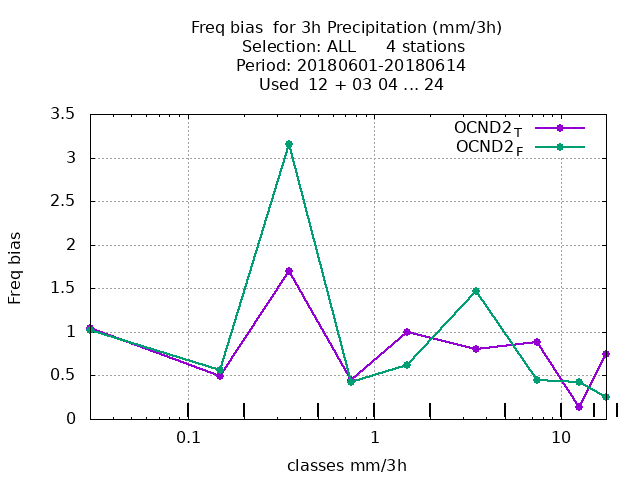 Freq bias  for 3h Precipitation (mm/3h)
Selection: ALL      4 stations
Period: 20180601-20180614
Used  12 + 03 04 ... 24
OCND2_T
OCND2_F
3.5
3
2.5
2
1.5
1
0.5
0
Freq bias
0.1 1 10
classes mm/3h